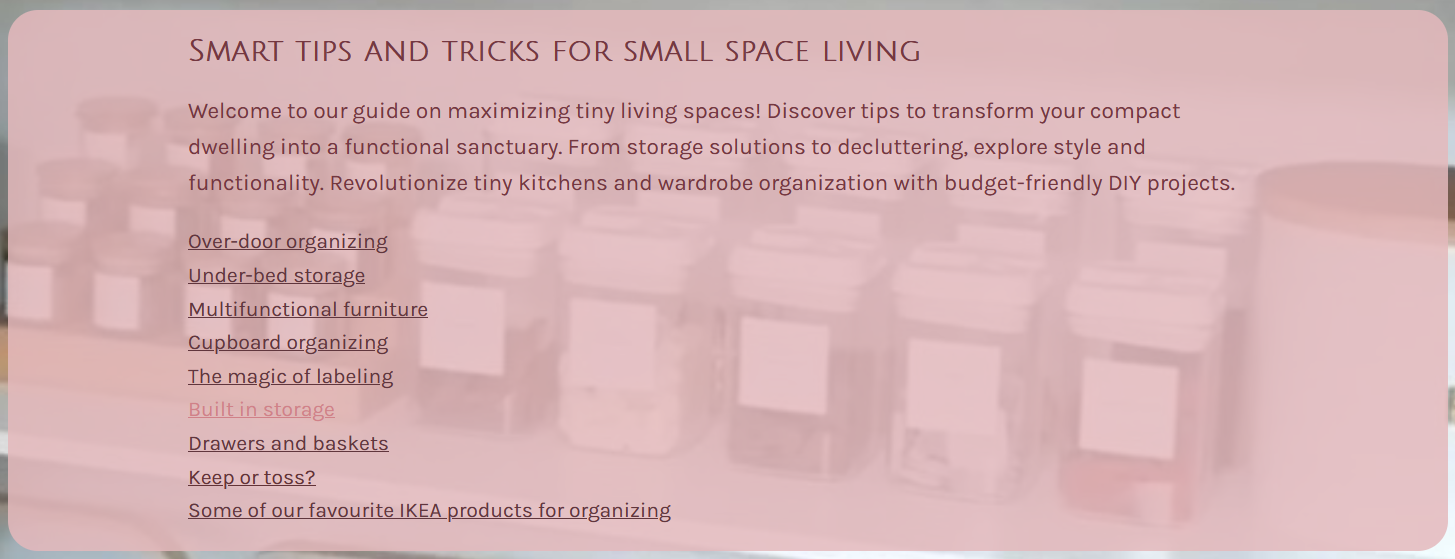 Smart tips and tricks for small space living
Welcome to our guide on maximizing tiny living spaces! Discover tips to transform your compact
dwelling into a functional sanctuary. From storage solutions to decluttering, explore style and
functionality. Revolutionize tiny kitchens and wardrobe organization with budget-friendly DIY projects.
Over-door organizing
Under-bed storage
Multifunctional furniture
Cupboard organizing
The magic of labeling
Built in storage
Drawers and baskets
Keep or toss?
Some of our favourite IKEA products for organizing